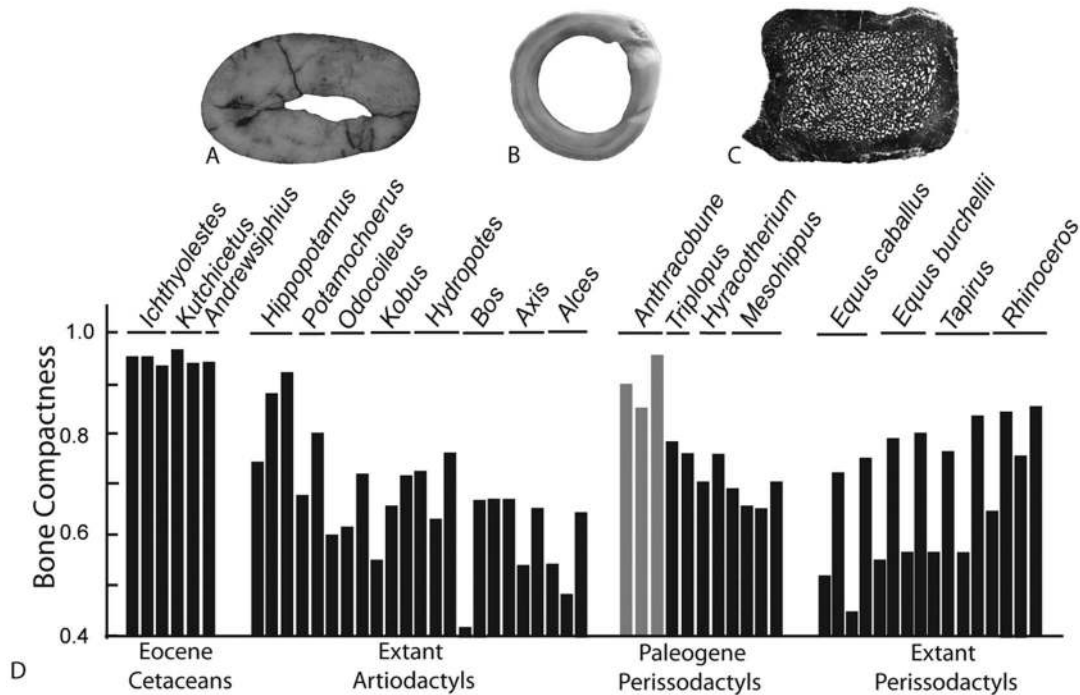 A
B
C
Ichthyolestes
Kutchicetus
Andrewsiphius
Hippopotamus
Potamochoerus
Odocoileus
Kobus
Hydropotes
Bos
Axis
Alces
Anthracobune
Triplopus
Hyracotherium
Mesohippus
Equus caballus
Equus burchellii
Tapirus
Rhinoceros
1.0
0.8
0.6
0.4
Bone Compactness
Eocene
Cetaceans
Extant
Artiodactyls
Paleogene
Perissodactyls
Extant
Perissodactyls
D